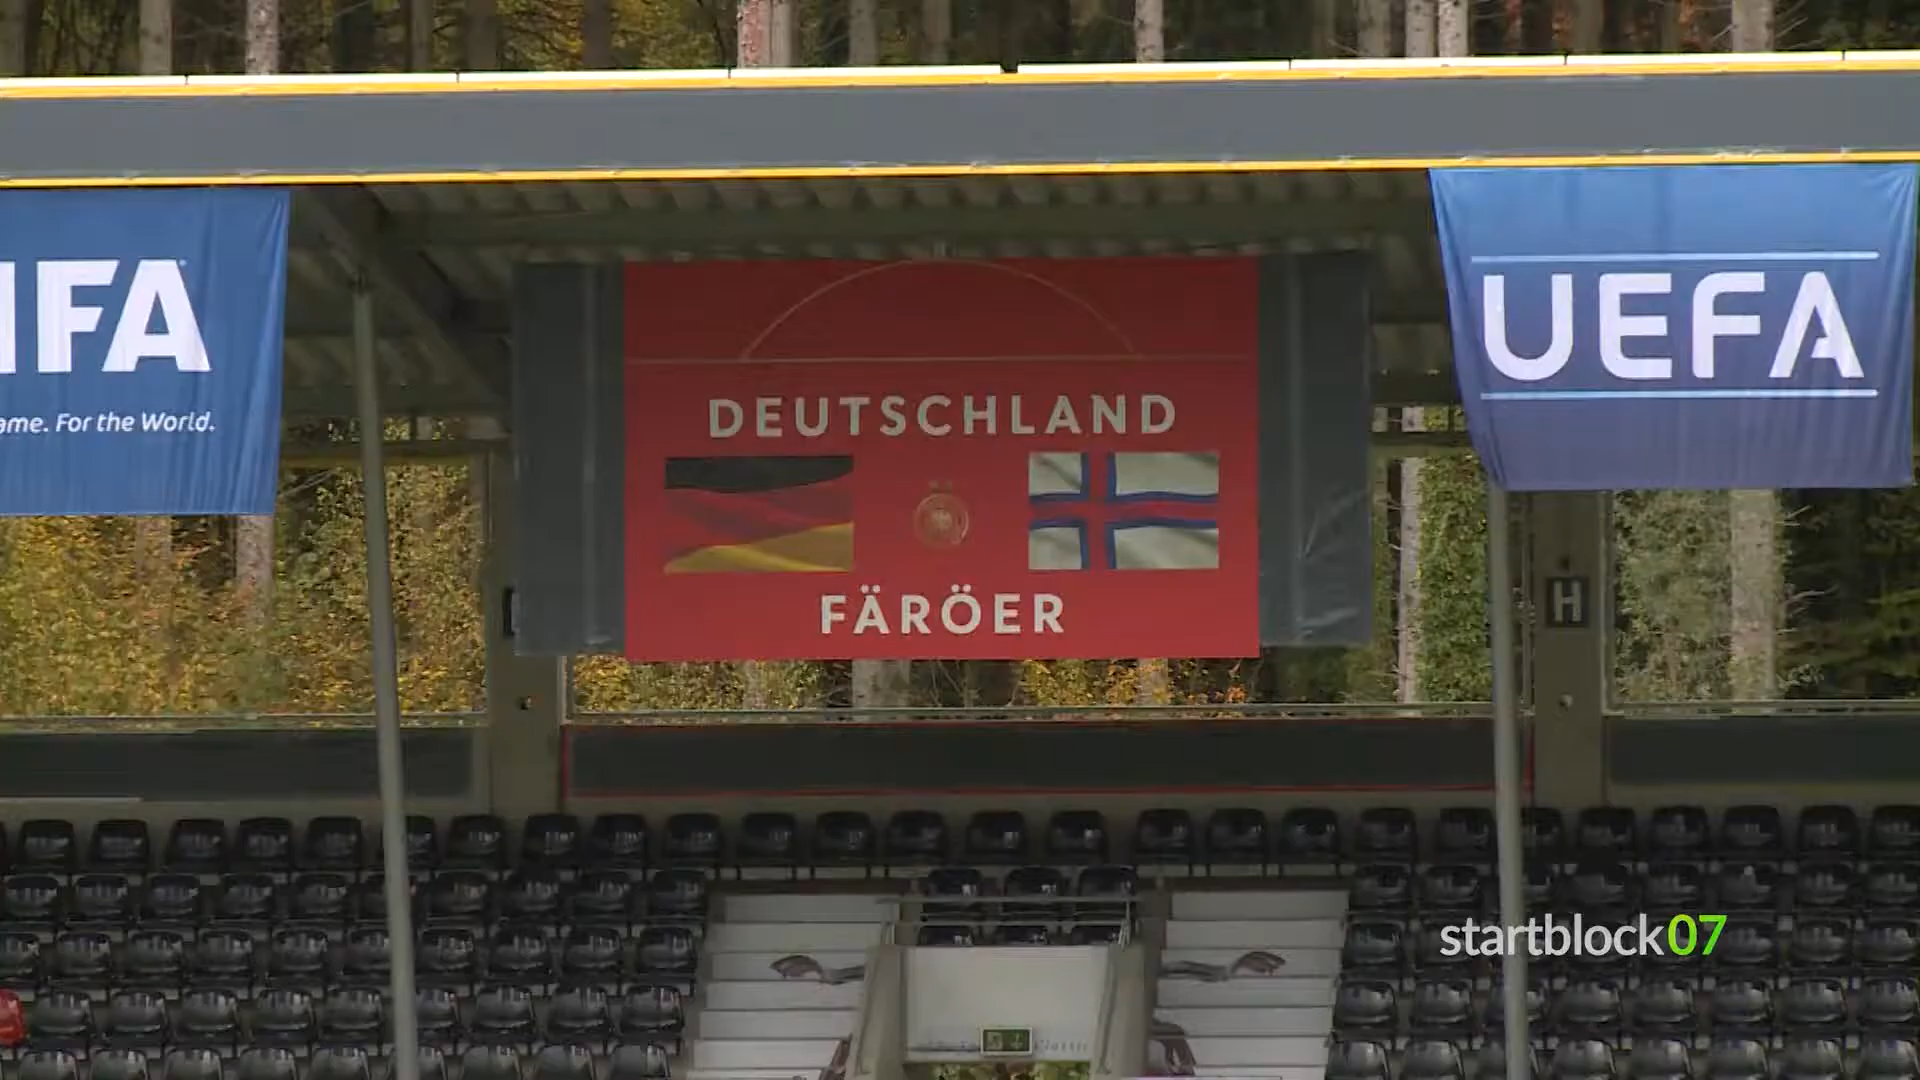 IFA
ame. For the World.
UEFA
DEUTSCHLAND
FÄRÖER
H
startblock07